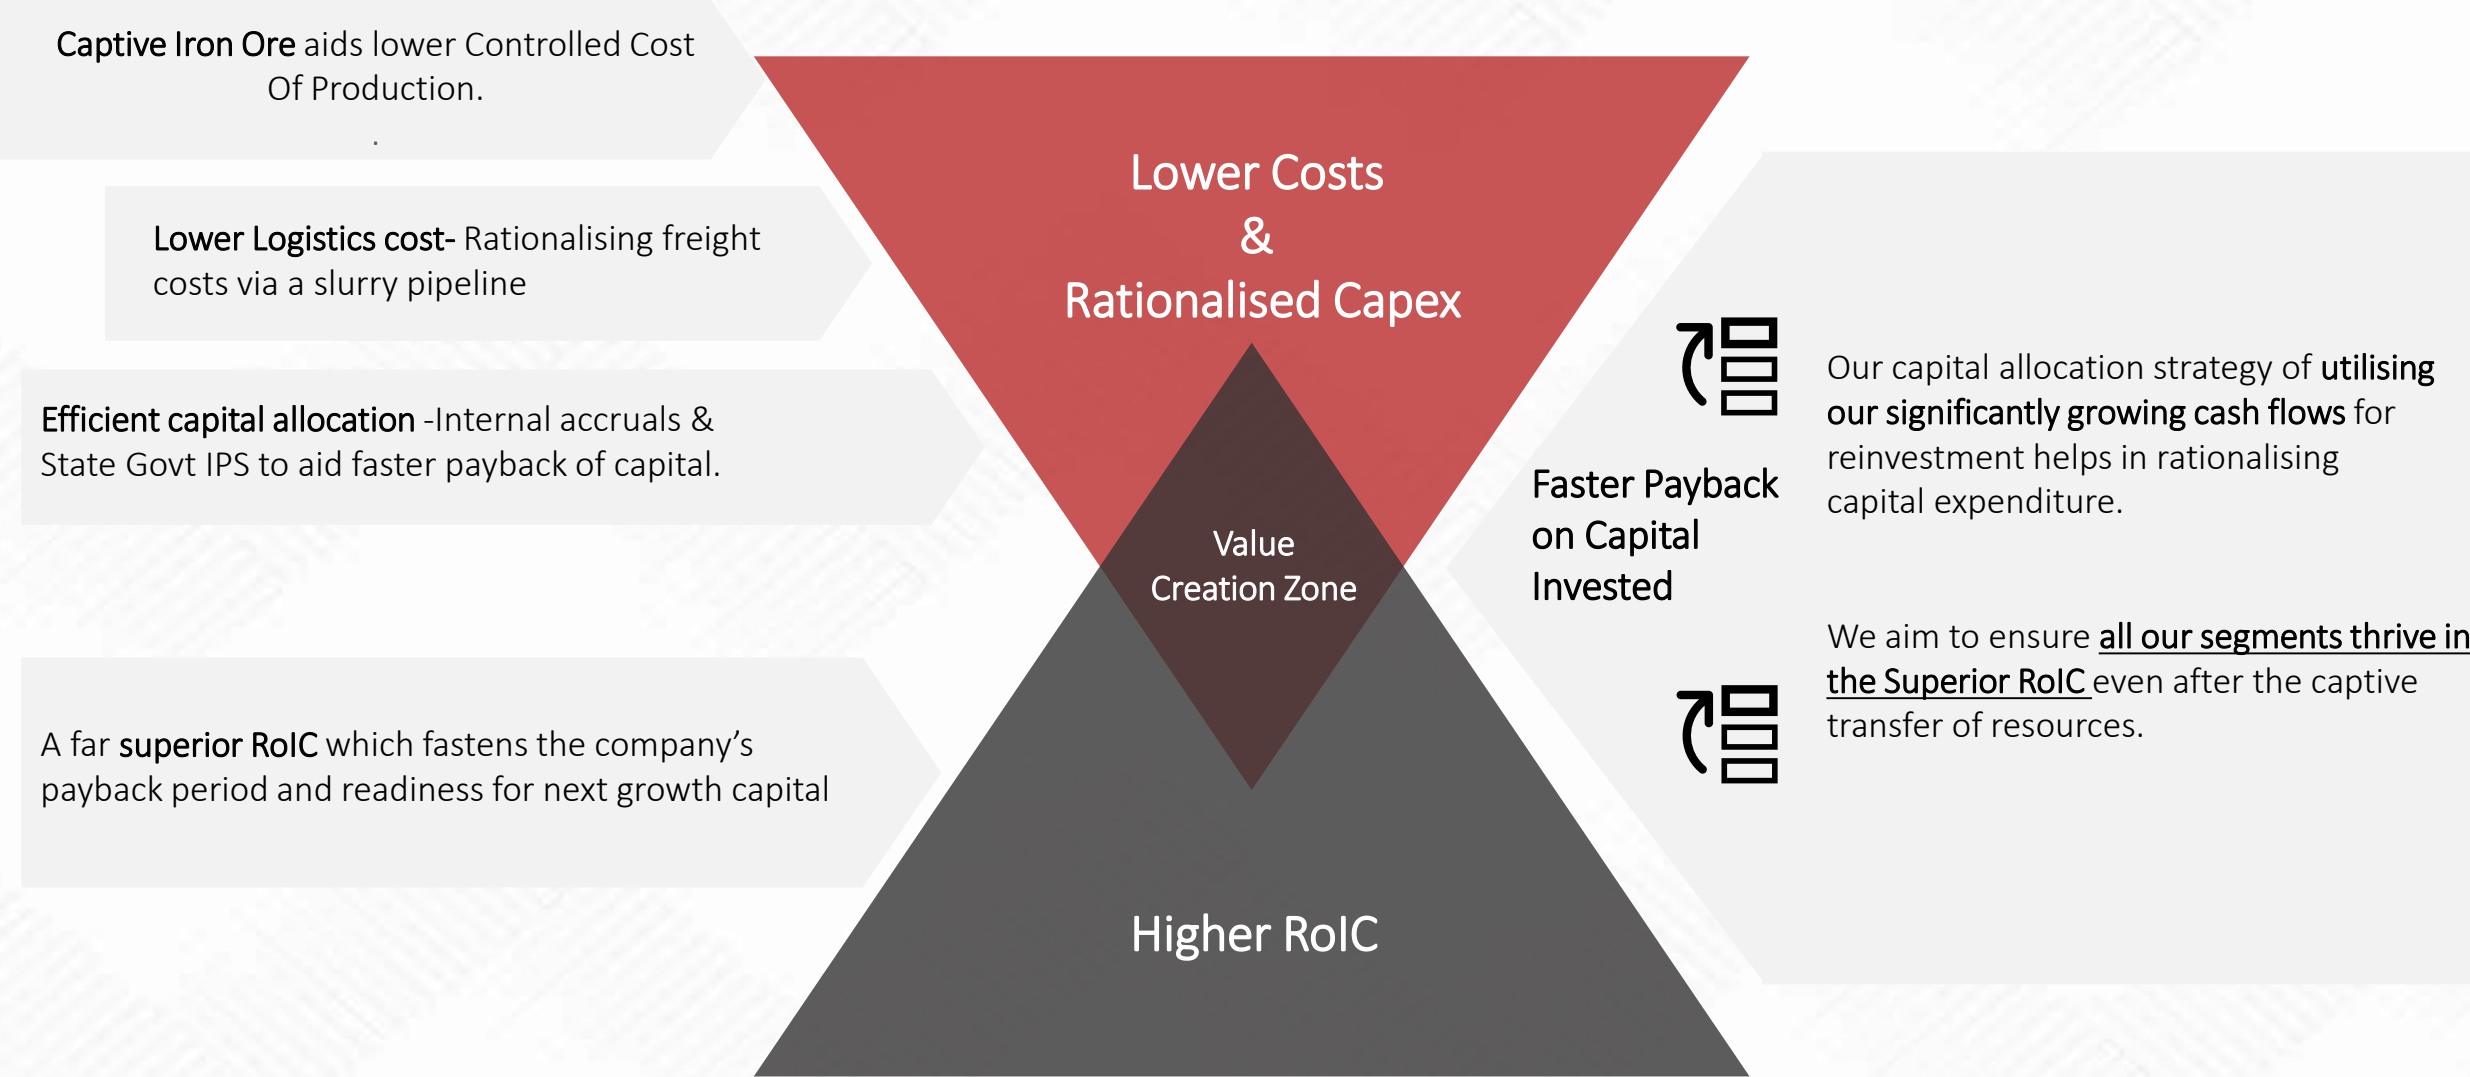 Captive Iron Ore aids lower Controlled Cost
Of Production.
.
Lower Logistics cost- Rationalising freight
costs via a slurry pipeline
Efficient capital allocation -Internal accruals &
State Govt IPS to aid faster payback of capital.
A far superior RoIC which fastens the company’s
payback period and readiness for next growth capital
Lower Costs
&
Rationalised Capex
Value
Creation Zone
Higher RoIC
Faster Payback
on Capital
Invested
Our capital allocation strategy of utilising
our significantly growing cash flows for
reinvestment helps in rationalising
capital expenditure.
We aim to ensure all our segments thrive in
the Superior RoIC even after the captive
transfer of resources.